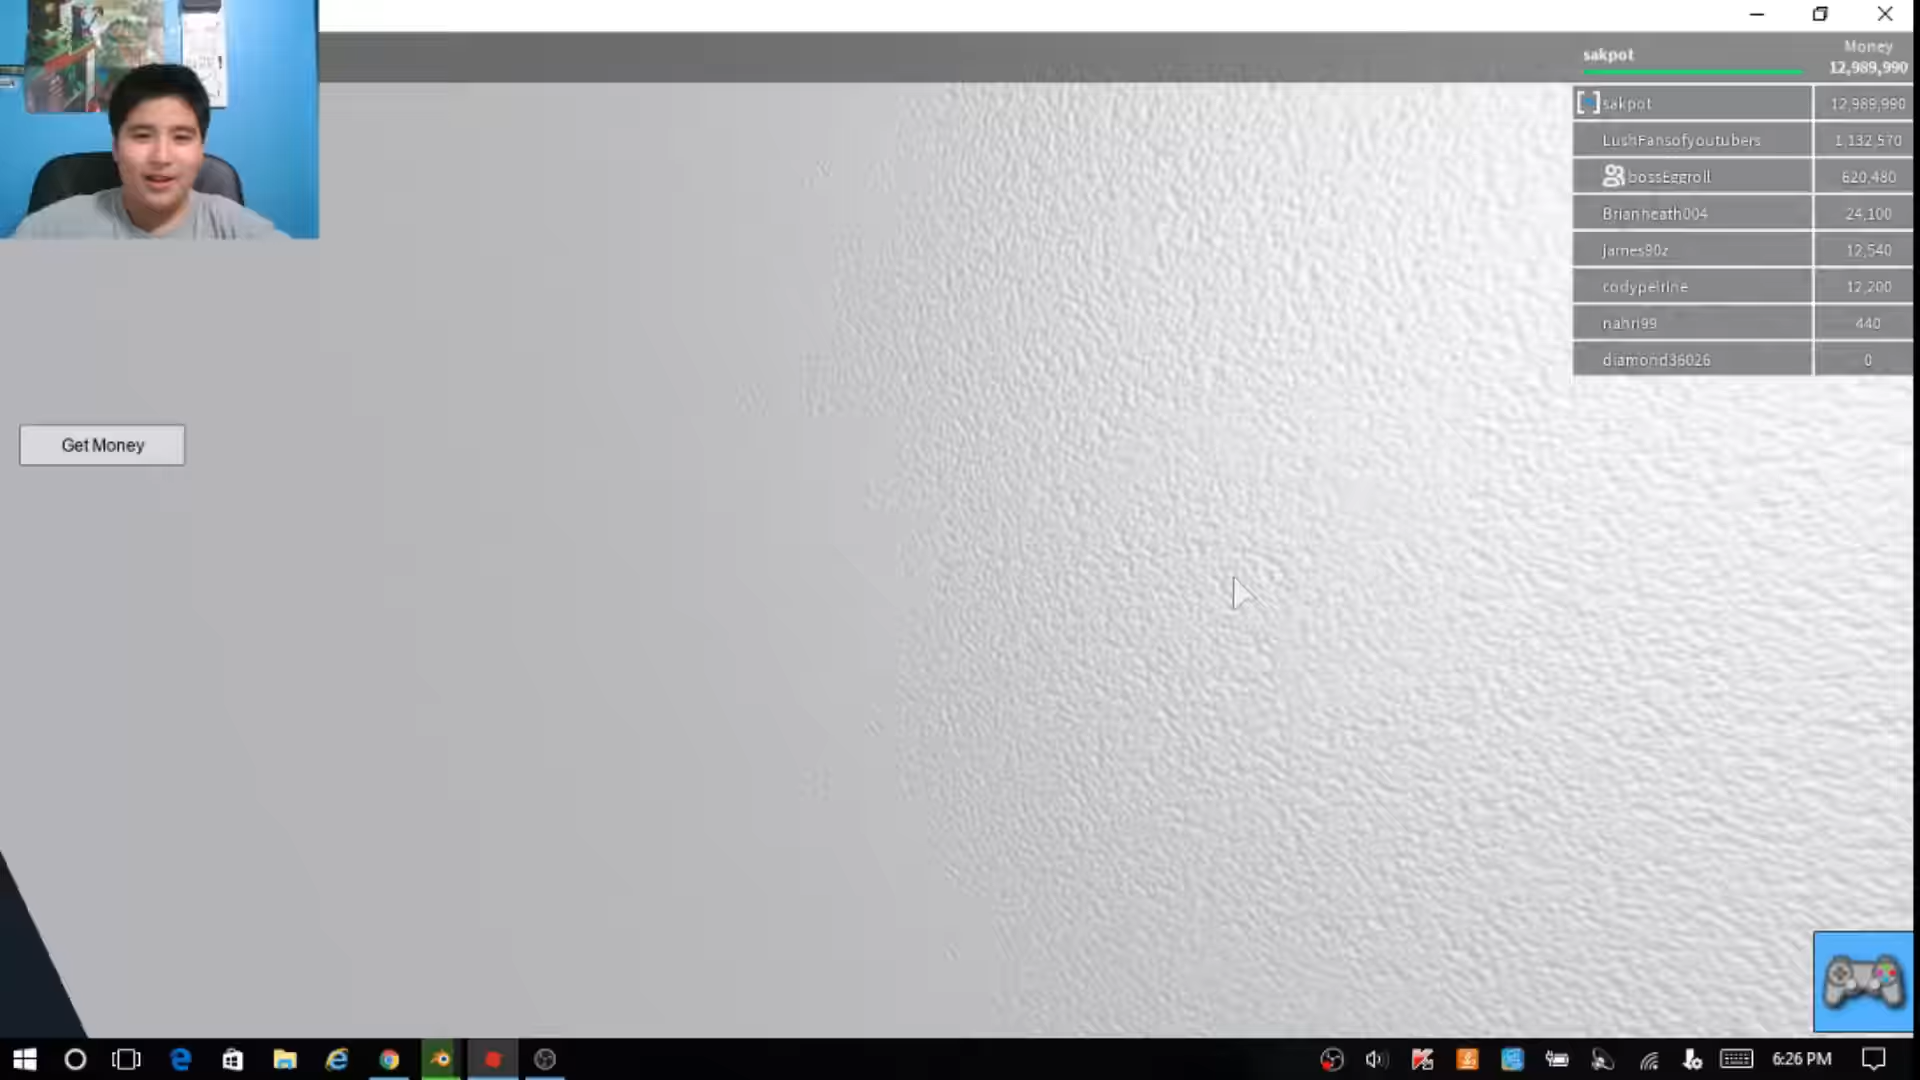 sakpot
Money
12,989,990
sakpot 12,989,990
LushFansofyoutubers 1,132,570
bossEggroll 620,480
Brianheath004 24,100
james90z 12,540
codypelrine 12,200
nahri99 440
diamond36026 0
Get Money
6:26 PM